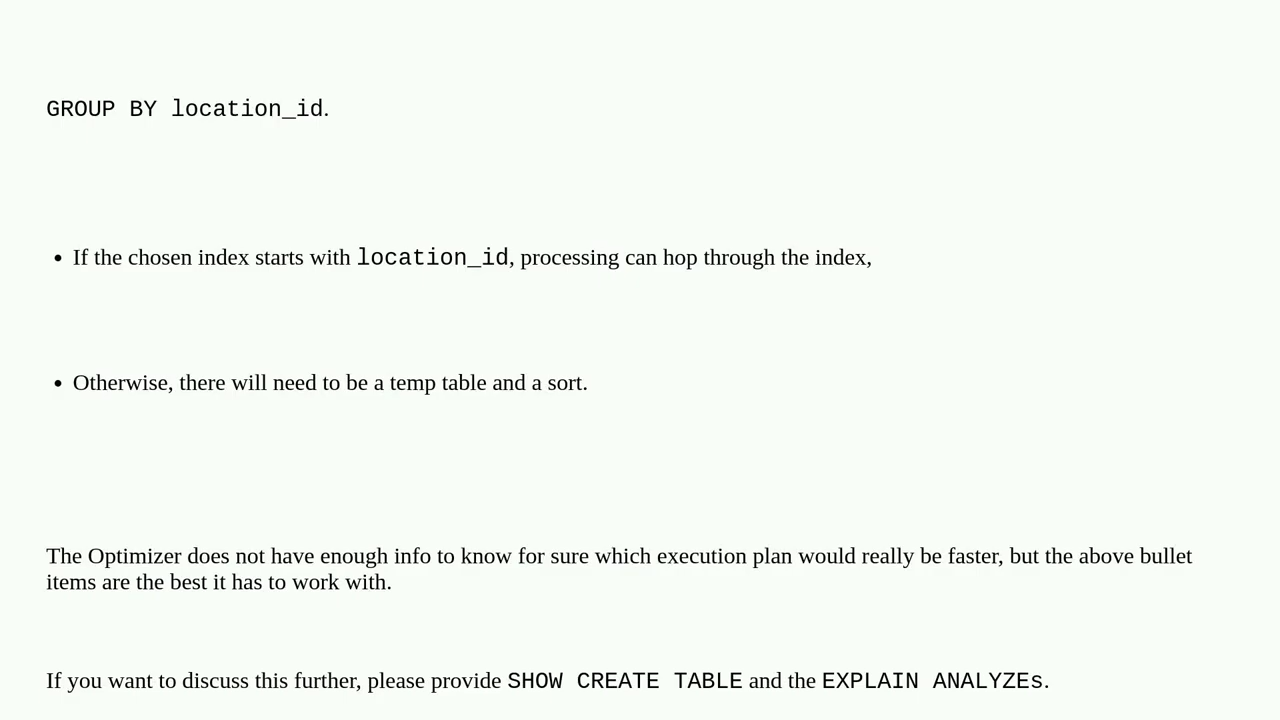 GROUP BY location_id.
• If the chosen index starts with location_id, processing can hop through the index,
• Otherwise, there will need to be a temp table and a sort.
The Optimizer does not have enough info to know for sure which execution plan would really be faster, but the above bullet
items are the best it has to work with.
If you want to discuss this further, please provide SHOW CREATE TABLE and the EXPLAIN ANALYZEs.